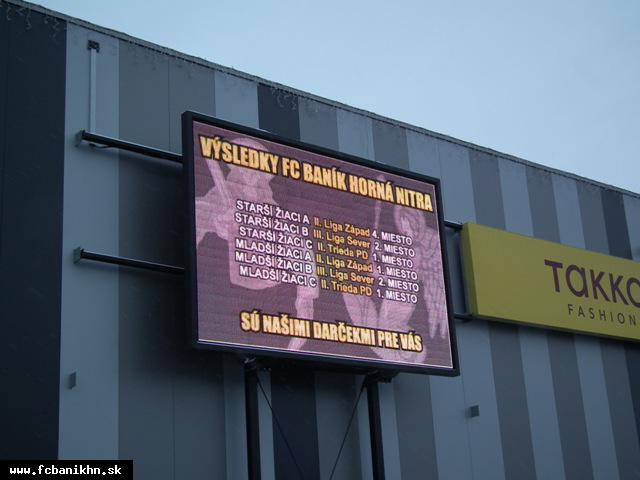 VÝSLEDKY FC BANÍK HORNÁ NITRA
STARŠÍ ŽIACI A II. Liga Západ 4. MIESTO
STARŠÍ ŽIACI B III. Liga Sever 2. MIESTO
STARŠÍ ŽIACI C II. Trieda PD 1. MIESTO
MLADŠÍ ŽIACI A II. Liga Západ 1. MIESTO
MLADŠÍ ŽIACI B III. Liga Sever 2. MIESTO
MLADŠÍ ŽIACI C II. Trieda PD 1. MIESTO
SÚ NAŠIMI DARČEKMI PRE VÁS
TAKKO
FASHION
www.fcbanikhn.sk